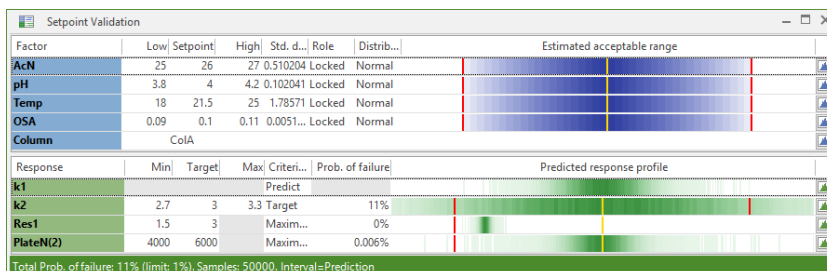 Setpoint Validation
Factor Low Setpoint High Std. d... Role Distrib... Estimated acceptable range
AcN 25 26 27 0.510204 Locked Normal
pH 3.8 4 4.2 0.102041 Locked Normal
Temp 18 21.5 25 1.78571 Locked Normal
OSA 0.09 0.1 0.11 0.0051... Locked Normal
Column ColA
Response Min Target Max Criteri... Prob. of failure Predicted response profile
k1 Predict
k2 2.7 3 3.3 Target 11%
Res1 1.5 3 Maxim... 0%
PlateN(2) 4000 6000 Maxim... 0.006%
Total Prob. of failure: 11% (limit: 1%), Samples: 50000, Interval=Prediction